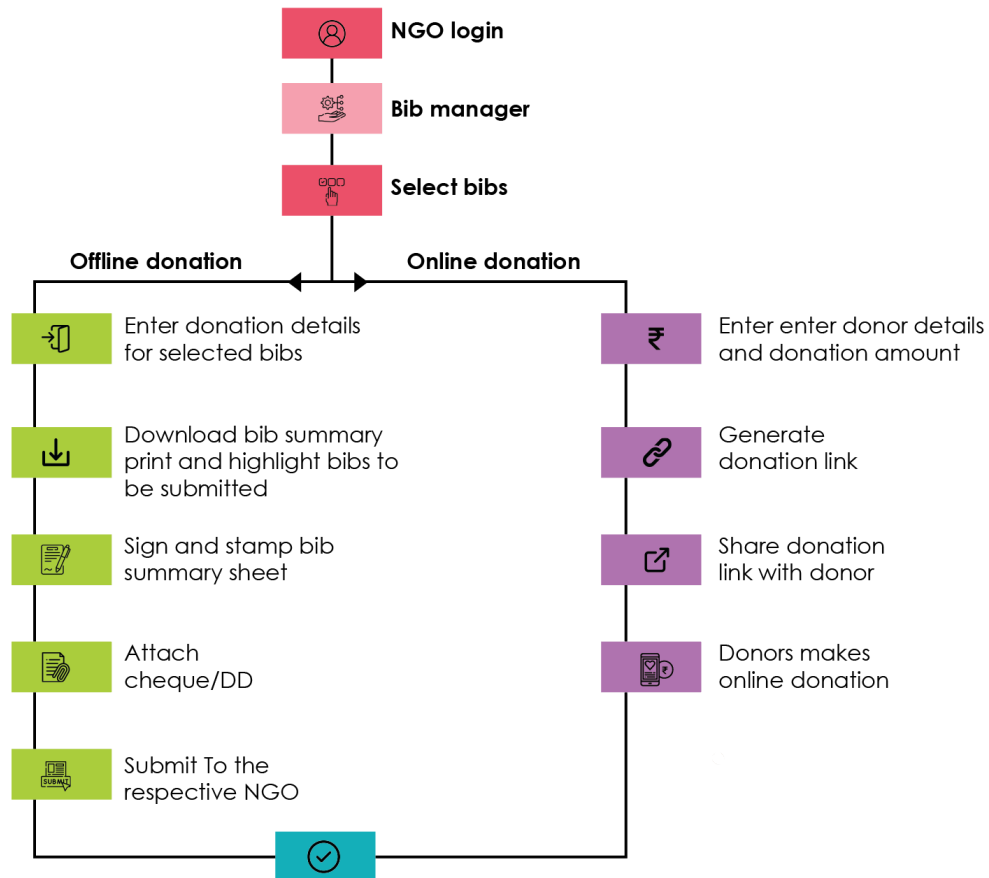 NGO login
Bib manager
Select bibs
Offline donation
Online donation
Enter donation details
for selected bibs
Download bib summary
print and highlight bibs to
be submitted
Sign and stamp bib
summary sheet
Attach
cheque/DD
SUBMIT
Submit To the
respective NGO
₹
Enter enter donor details
and donation amount
Generate
donation link
Share donation
link with donor
₹
Donors makes
online donation